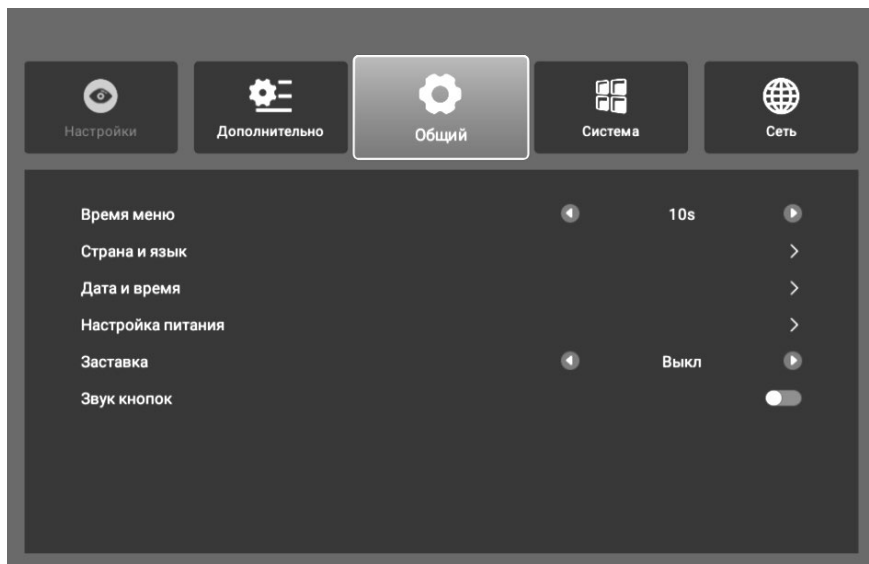 Настройки
Дополнительно
Общий
Система
Сеть
Время меню 10s
Страна и язык
Дата и время
Настройка питания
Заставка Выкл
Звук кнопок